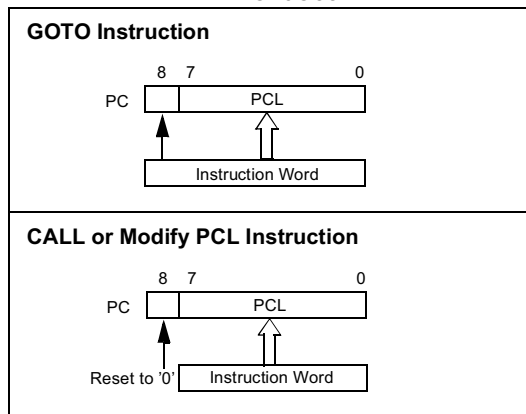 GOTO Instruction
8 7 0
PC PCL
Instruction Word
CALL or Modify PCL Instruction
8 7 0
PC PCL
Reset to '0' Instruction Word